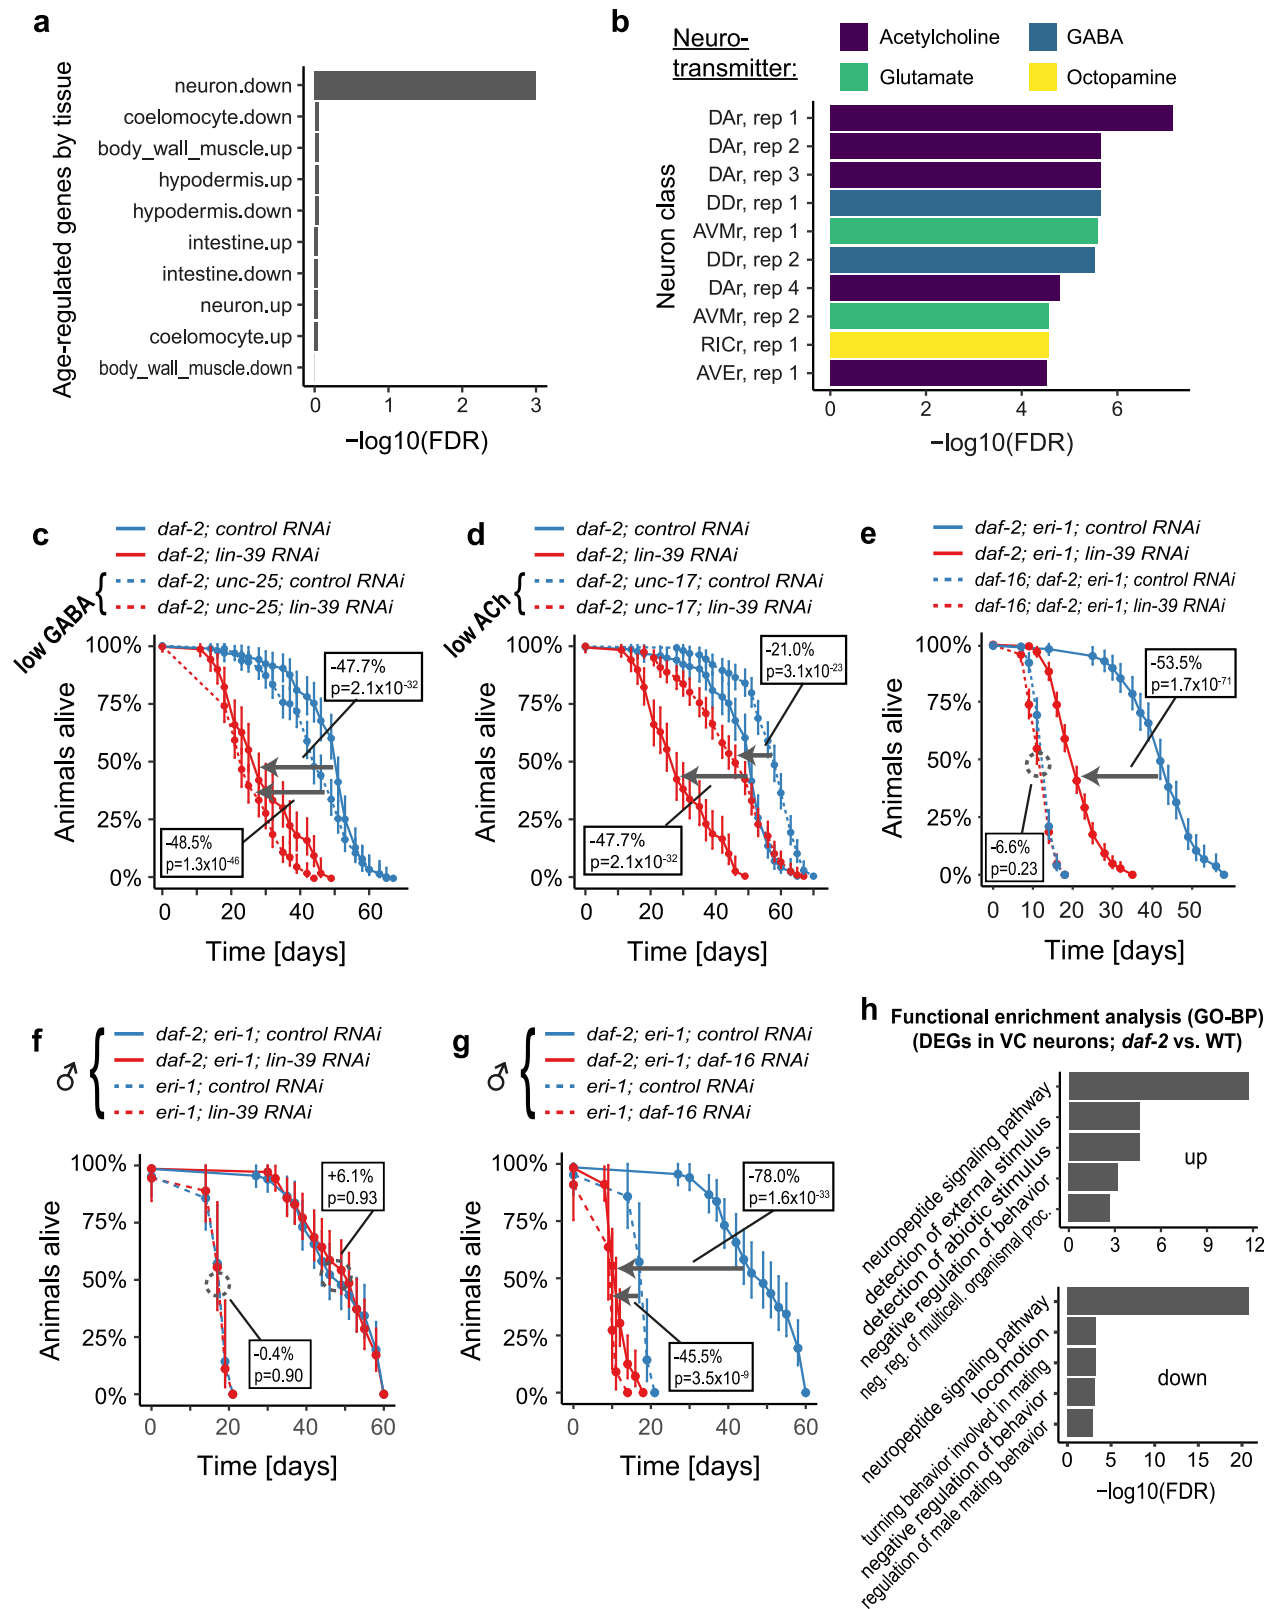 a
Age-regulated genes by tissue
neuron.down
coelomocyte.down
body_wall_muscle.up
hypodermis.up
hypodermis.down
intestine.up
intestine.down
neuron.up
coelomocyte.up
body_wall_muscle.down
0 1 2 3
−log10(FDR)
b
Neuro-
transmitter:
Acetylcholine
GABA
Glutamate
Octopamine
Neuron class
DAr, rep 1
DAr, rep 2
DAr, rep 3
DDr, rep 1
AVMr, rep 1
DDr, rep 2
DAr, rep 4
AVMr, rep 2
RICr, rep 1
AVEr, rep 1
0 2 4 6
−log10(FDR)
c
daf-2; control RNAi
daf-2; lin-39 RNAi
daf-2; unc-25; control RNAi
daf-2; unc-25; lin-39 RNAi
low GABA
Animals alive
100%
75%
50%
25%
0%
-47.7%
p=2.1x10-32
-48.5%
p=1.3x10-46
0 20 40 60
Time [days]
d
daf-2; control RNAi
daf-2; lin-39 RNAi
daf-2; unc-17; control RNAi
daf-2; unc-17; lin-39 RNAi
low ACh
Animals alive
100%
75%
50%
25%
0%
-21.0%
p=3.1x10-23
-47.7%
p=2.1x10-32
0 20 40 60
Time [days]
e
daf-2; eri-1; control RNAi
daf-2; eri-1; lin-39 RNAi
daf-16; daf-2; eri-1; control RNAi
daf-16; daf-2; eri-1; lin-39 RNAi
Animals alive
100%
75%
50%
25%
0%
-53.5%
p=1.7x10-71
-6.6%
p=0.23
0 10 20 30 40 50
Time [days]
f
♂
daf-2; eri-1; control RNAi
daf-2; eri-1; lin-39 RNAi
eri-1; control RNAi
eri-1; lin-39 RNAi
Animals alive
100%
75%
50%
25%
0%
+6.1%
p=0.93
-0.4%
p=0.90
0 20 40 60
Time [days]
g
♂
daf-2; eri-1; control RNAi
daf-2; eri-1; daf-16 RNAi
eri-1; control RNAi
eri-1; daf-16 RNAi
Animals alive
100%
75%
50%
25%
0%
-78.0%
p=1.6x10-33
-45.5%
p=3.5x10-9
0 20 40 60
Time [days]
h
Functional enrichment analysis (GO-BP)
(DEGs in VC neurons; daf-2 vs. WT)
neuropeptide signaling pathway
detection of external stimulus
detection of abiotic stimulus
negative regulation of behavior
neg. reg. of multicell. organismal proc.
up
0 3 6 9 12
neuropeptide signaling pathway
locomotion
turning behavior involved in mating
negative regulation of behavior
regulation of male mating behavior
down
0 5 10 15 20
−log10(FDR)